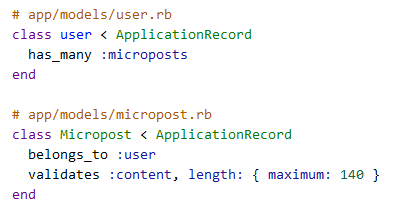 # app/models/user.rb
class user < ApplicationRecord
  has_many :microposts
end

# app/models/micropost.rb
class Micropost < ApplicationRecord
  belongs_to :user
  validates :content, length: { maximum: 140 }
end